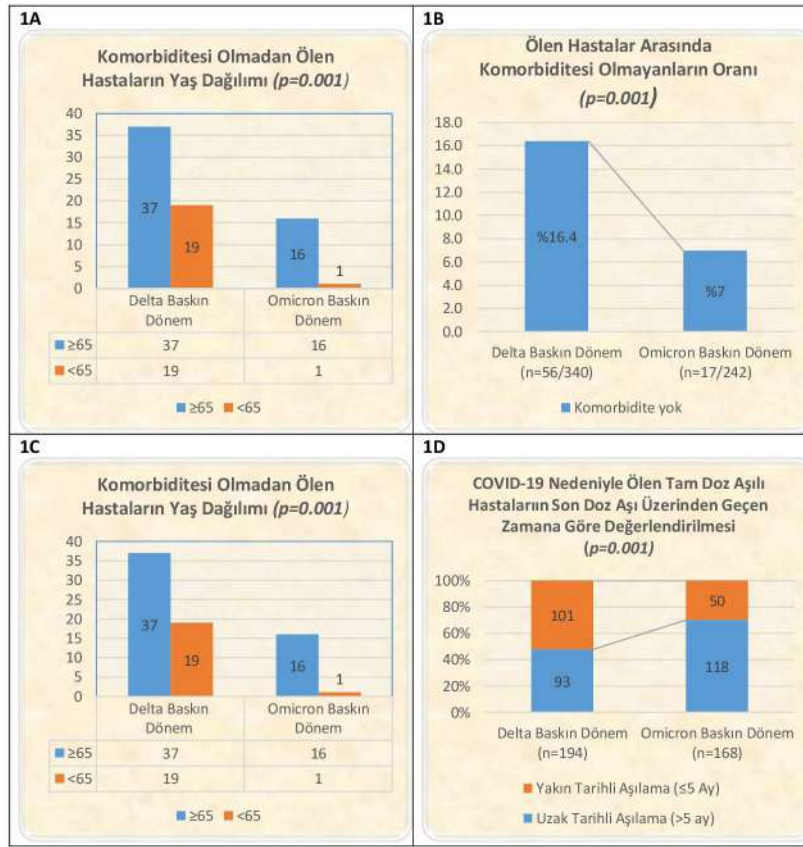 1A
Komorbiditesi Olmadan Ölen
Hastaların Yaş Dağılımı (p=0.001)
40
35
30
25
20
15
10
5
0
37
19
16
1
Delta Baskın
Dönem
Omicron Baskın
Dönem
≥65 37 16
<65 19 1
≥65 <65
1B
Ölen Hastalar Arasında
Komorbiditesi Olmayanların Oranı
(p=0.001)
18.0
16.0
14.0
12.0
10.0
8.0
6.0
4.0
2.0
0.0
%16.4
%7
Delta Baskın Dönem
(n=56/340)
Omicron Baskın Dönem
(n=17/242)
Komorbidite yok
1C
Komorbiditesi Olmadan Ölen
Hastaların Yaş Dağılımı (p=0.001)
40
35
30
25
20
15
10
5
0
37
19
16
1
Delta Baskın
Dönem
Omicron Baskın
Dönem
≥65 37 16
<65 19 1
≥65 <65
1D
COVID-19 Nedeniyle Ölen Tam Doz Aşılı
Hastaların Son Doz Aşı Üzerinden Geçen
Zamana Göre Değerlendirilmesi
(p=0.001)
100%
80%
60%
40%
20%
0%
101
93
50
118
Delta Baskın Dönem
(n=194)
Omicron Baskın Dönem
(n=168)
Yakın Tarihli Aşılama (≤5 Ay)
Uzak Tarihli Aşılama (>5 ay)